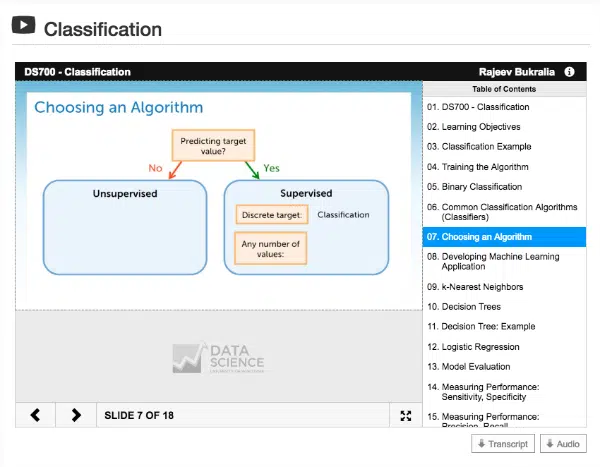 Classification
DS700 - Classification
Rajeev Bukralia
Choosing an Algorithm
Predicting target
value?
No
Yes
Unsupervised
Supervised
Discrete target:
Classification
Any number of
values:
DATA
SCIENCE
SLIDE 7 OF 18
Table of Contents
01. DS700 - Classification
02. Learning Objectives
03. Classification Example
04. Training the Algorithm
05. Binary Classification
06. Common Classification Algorithms
(Classifiers)
07. Choosing an Algorithm
08. Developing Machine Learning
Application
09. k-Nearest Neighbors
10. Decision Trees
11. Decision Tree: Example
12. Logistic Regression
13. Model Evaluation
14. Measuring Performance:
Sensitivity, Specificity
15. Measuring Performance:
Precision, Recall
Transcript
Audio